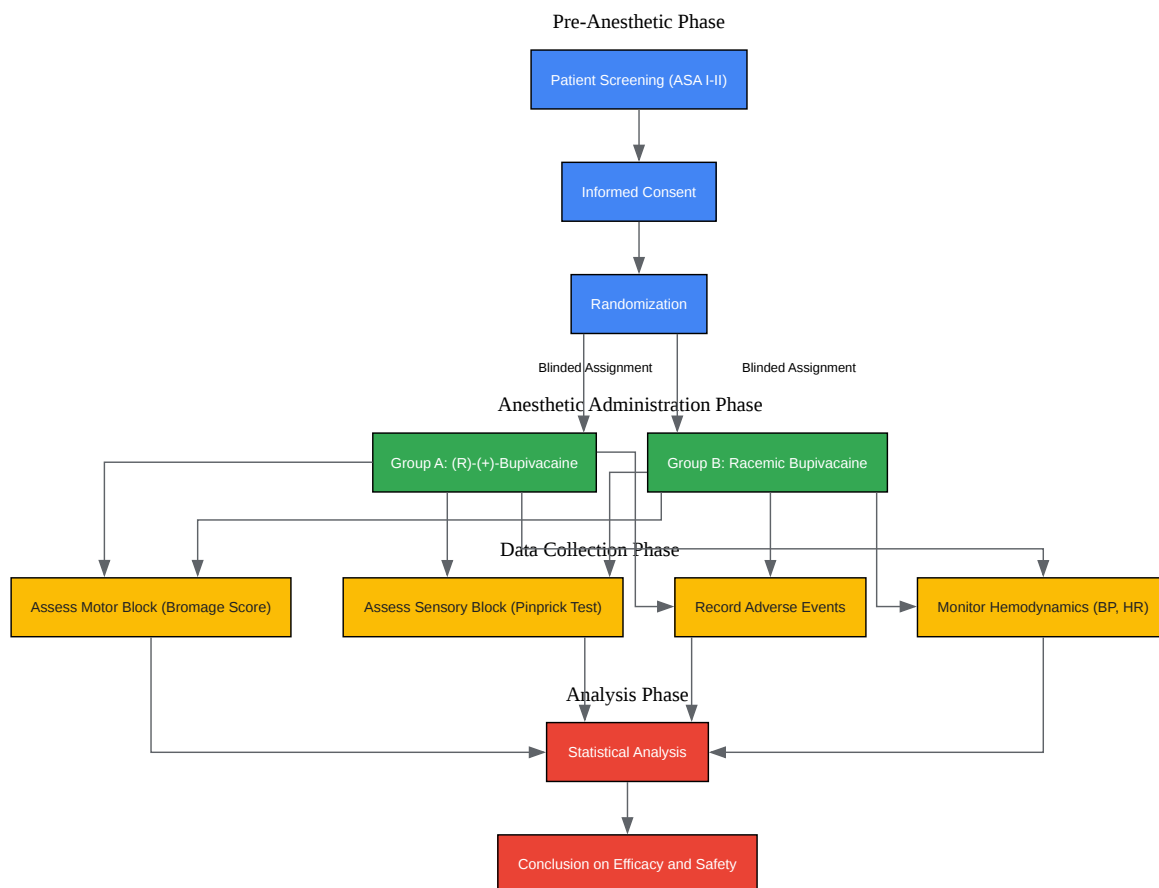 Pre-Anesthetic Phase
Patient Screening (ASA I-II)
Informed Consent
Randomization
Blinded Assignment
Blinded Assignment
Anesthetic Administration Phase
Group A: (R)-(+)-Bupivacaine
Group B: Racemic Bupivacaine
Data Collection Phase
Assess Motor Block (Bromage Score)
Assess Sensory Block (Pinprick Test)
Record Adverse Events
Monitor Hemodynamics (BP, HR)
Analysis Phase
Statistical Analysis
Conclusion on Efficacy and Safety